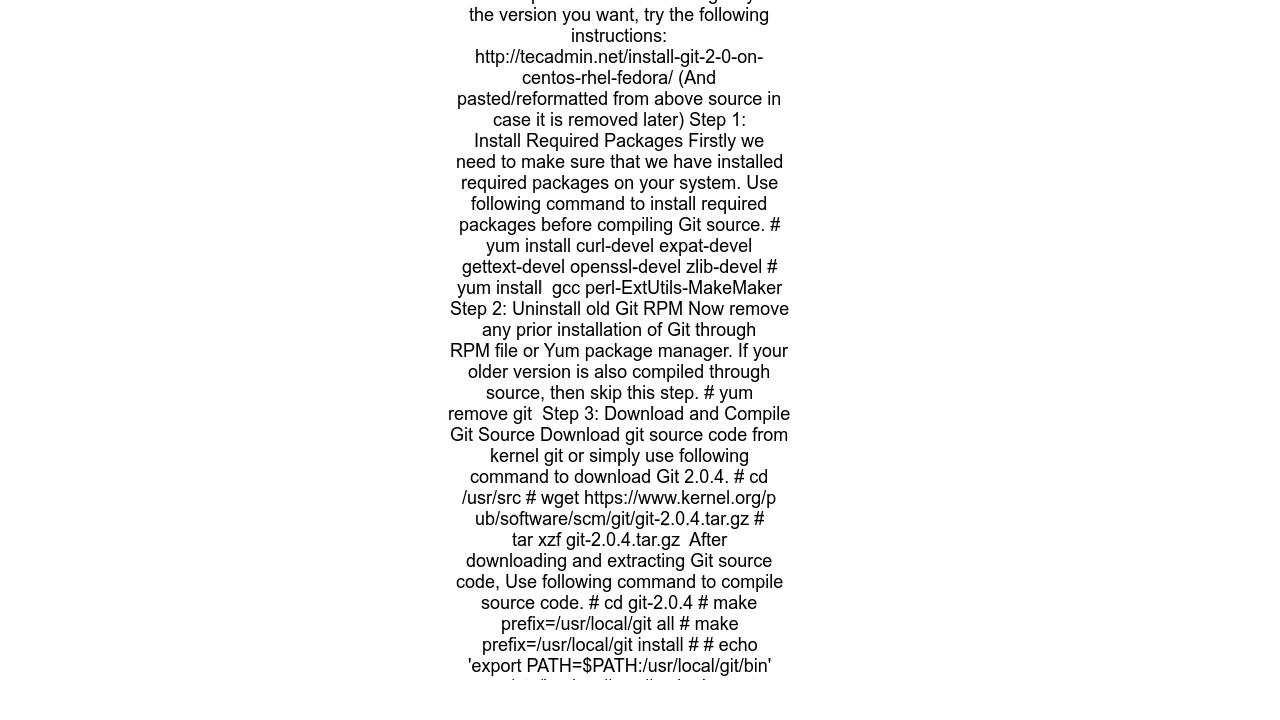 the version you want, try the following
instructions:
http://tecadmin.net/install-git-2-0-on-
centos-rhel-fedora/ (And
pasted/reformatted from above source in
case it is removed later) Step 1:
Install Required Packages Firstly we
need to make sure that we have installed
required packages on your system. Use
following command to install required
packages before compiling Git source. #
yum install curl-devel expat-devel
gettext-devel openssl-devel zlib-devel #
yum install  gcc perl-ExtUtils-MakeMaker
Step 2: Uninstall old Git RPM Now remove
any prior installation of Git through
RPM file or Yum package manager. If your
older version is also compiled through
source, then skip this step. # yum
remove git  Step 3: Download and Compile
Git Source Download git source code from
kernel git or simply use following
command to download Git 2.0.4. # cd
/usr/src # wget https://www.kernel.org/p
ub/software/scm/git/git-2.0.4.tar.gz #
tar xzf git-2.0.4.tar.gz  After
downloading and extracting Git source
code, Use following command to compile
source code. # cd git-2.0.4 # make
prefix=/usr/local/git all # make
prefix=/usr/local/git install # # echo
'export PATH=$PATH:/usr/local/git/bin'